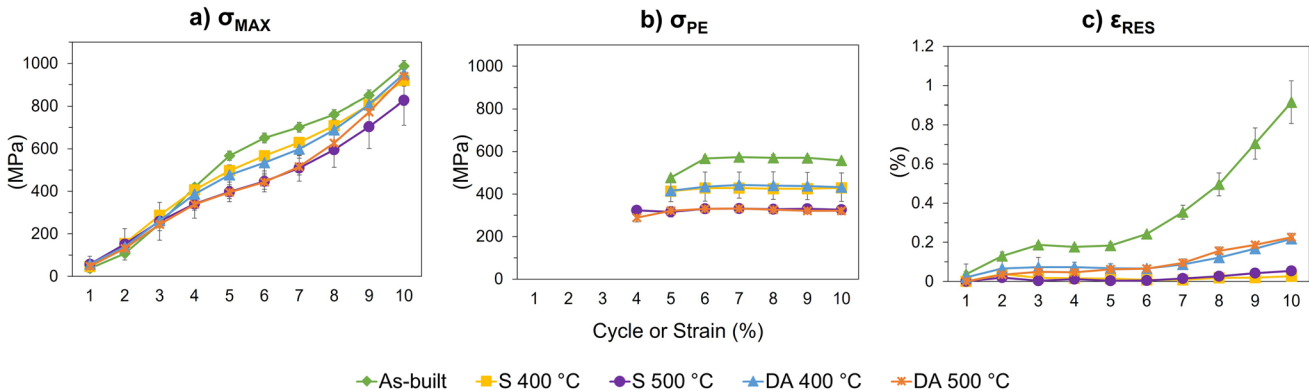 a) σMAX
b) σPE
c) εRES
(MPa)
1000
800
600
400
200
0
1 2 3 4 5 6 7 8 9 10
(MPa)
1000
800
600
400
200
0
1 2 3 4 5 6 7 8 9 10
(%)
1.2
1
0.8
0.6
0.4
0.2
0
1 2 3 4 5 6 7 8 9 10
Cycle or Strain (%)
As-built S 400 °C S 500 °C DA 400 °C DA 500 °C